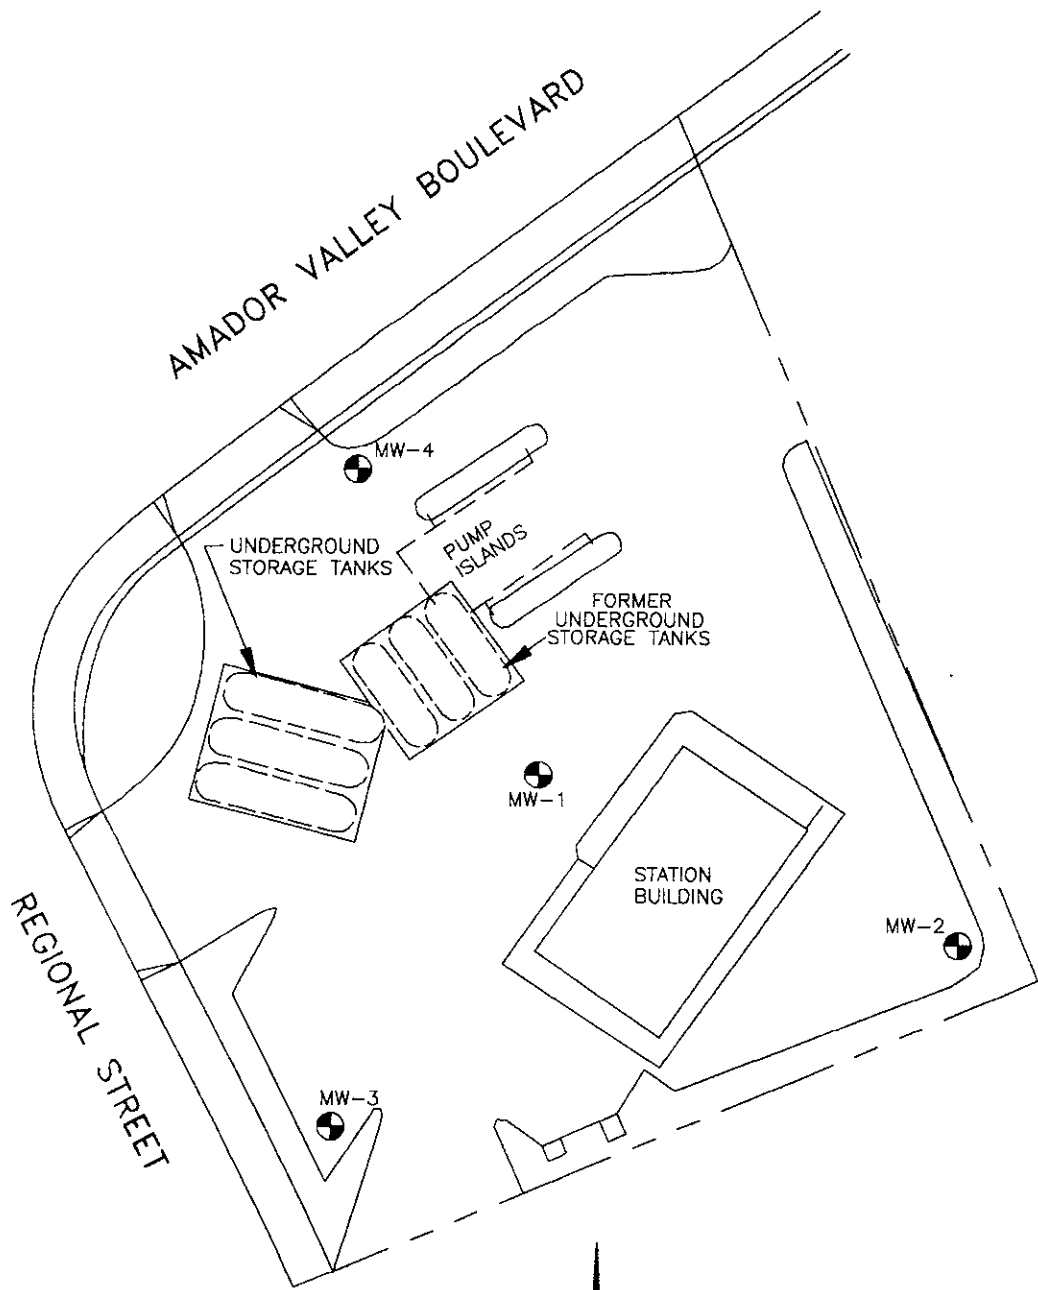 AMADOR VALLEY BOULEVARD
MW-4
UNDERGROUND
STORAGE TANKS
PUMP
ISLANDS
FORMER
UNDERGROUND
STORAGE TANKS
MW-1
STATION
BUILDING
MW-2
REGIONAL STREET
MW-3